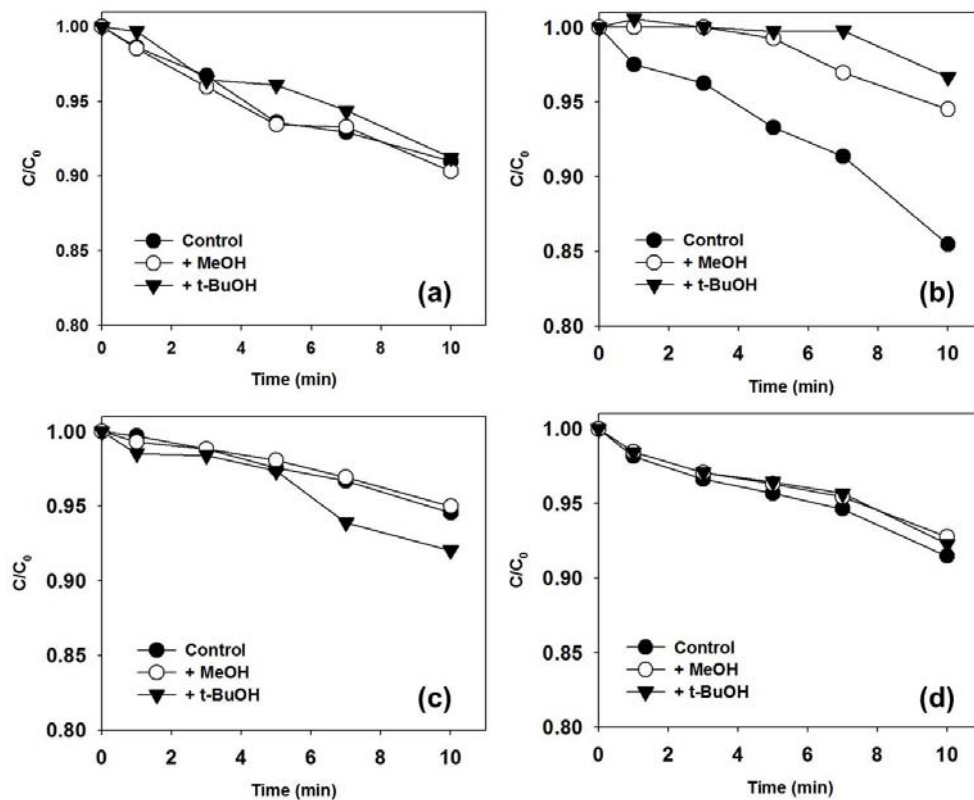 1.00
0.95
0.90
0.85
0.80
C/C0
Control
+ MeOH
+ t-BuOH
(a)
0 2 4 6 8 10
Time (min)
1.00
0.95
0.90
0.85
0.80
C/C0
Control
+ MeOH
+ t-BuOH
(b)
0 2 4 6 8 10
Time (min)
1.00
0.95
0.90
0.85
0.80
C/C0
Control
+ MeOH
+ t-BuOH
(c)
0 2 4 6 8 10
Time (min)
1.00
0.95
0.90
0.85
0.80
C/C0
Control
+ MeOH
+ t-BuOH
(d)
0 2 4 6 8 10
Time (min)